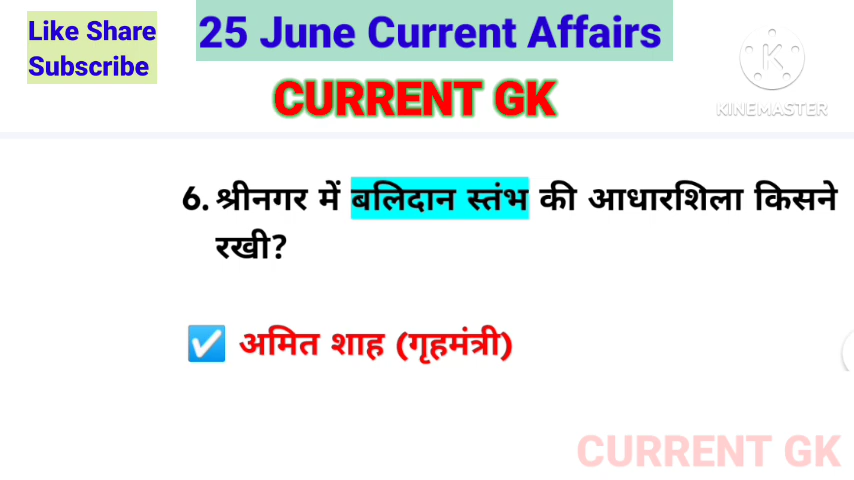 Like Share
Subscribe
25 June Current Affairs
CURRENT GK
KINEMASTER
6. श्रीनगर में बलिदान स्तंभ की आधारशिला किसने
रखी?
अमित शाह (गृहमंत्री)
CURRENT GK